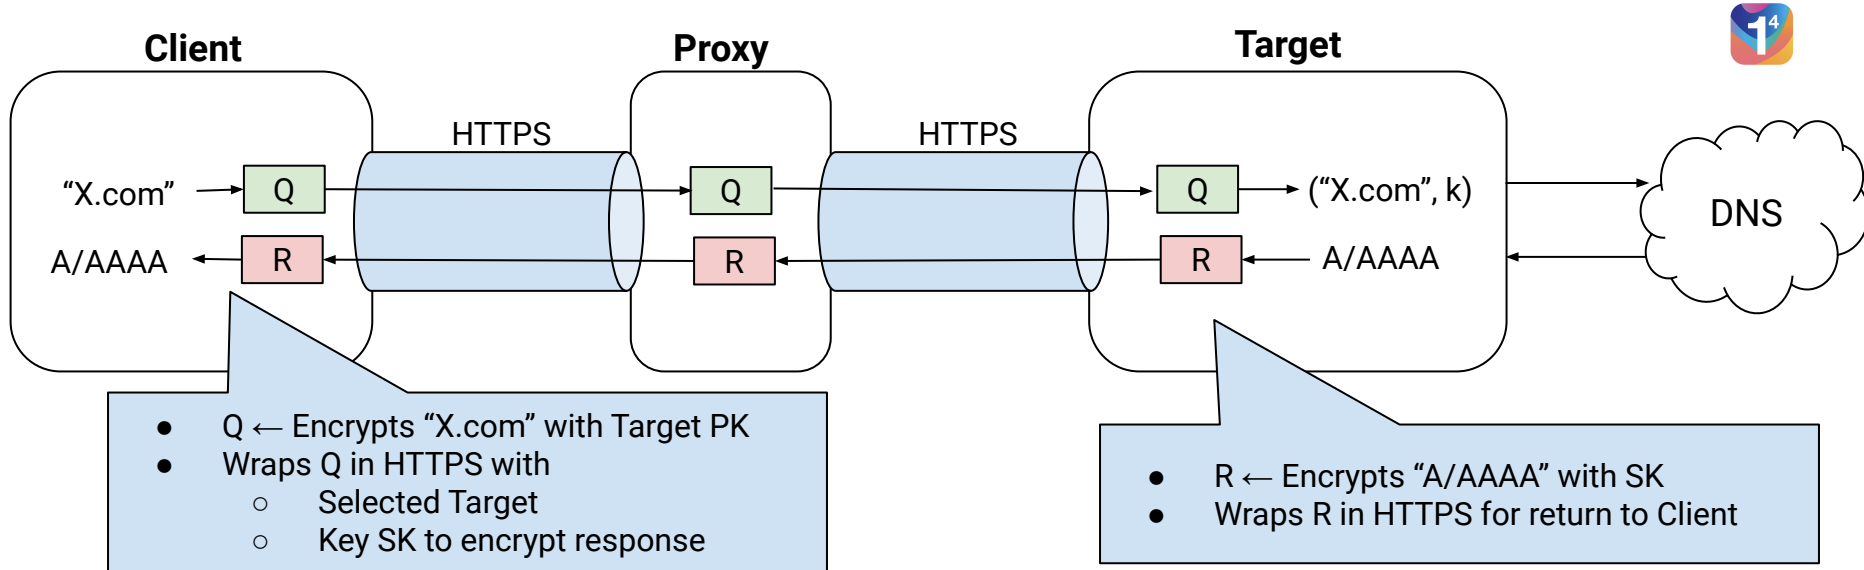 Client
Proxy
Target
1⁴
HTTPS
HTTPS
“X.com”
Q
Q
Q
(“X.com”, k)
DNS
A/AAAA
R
R
R
A/AAAA
● Q ← Encrypts “X.com” with Target PK
● Wraps Q in HTTPS with
○ Selected Target
○ Key SK to encrypt response
● R ← Encrypts “A/AAAA” with SK
● Wraps R in HTTPS for return to Client